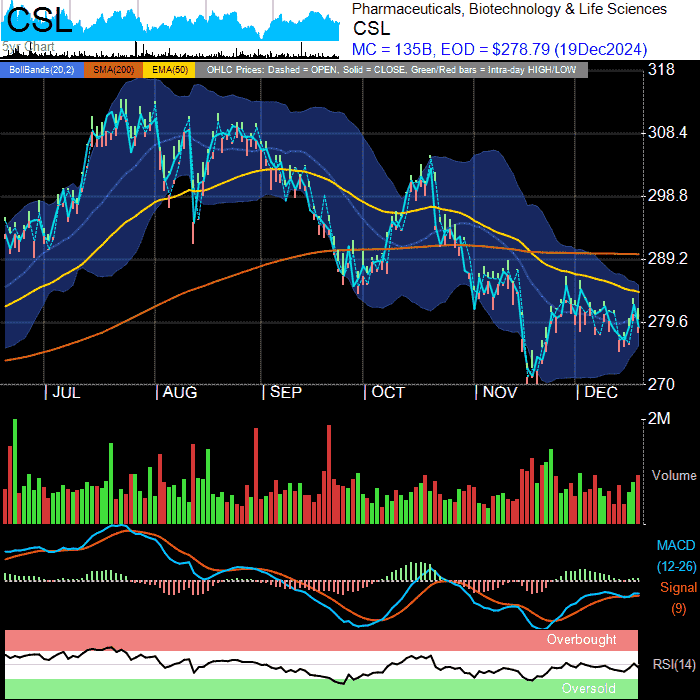 CSL
5yr Chart
Pharmaceuticals, Biotechnology & Life Sciences
CSL
MC = 135B, EOD = $278.79 (19Dec2024)
BollBands(20,2) SMA(200) EMA(50) OHLC Prices: Dashed = OPEN, Solid = CLOSE, Green/Red bars = Intra-day HIGH/LOW
318
308.4
298.8
289.2
279.6
270
| JUL | AUG | SEP | OCT | NOV | DEC
2M
Volume
MACD
(12-26)
Signal
(9)
Overbought
RSI(14)
Oversold